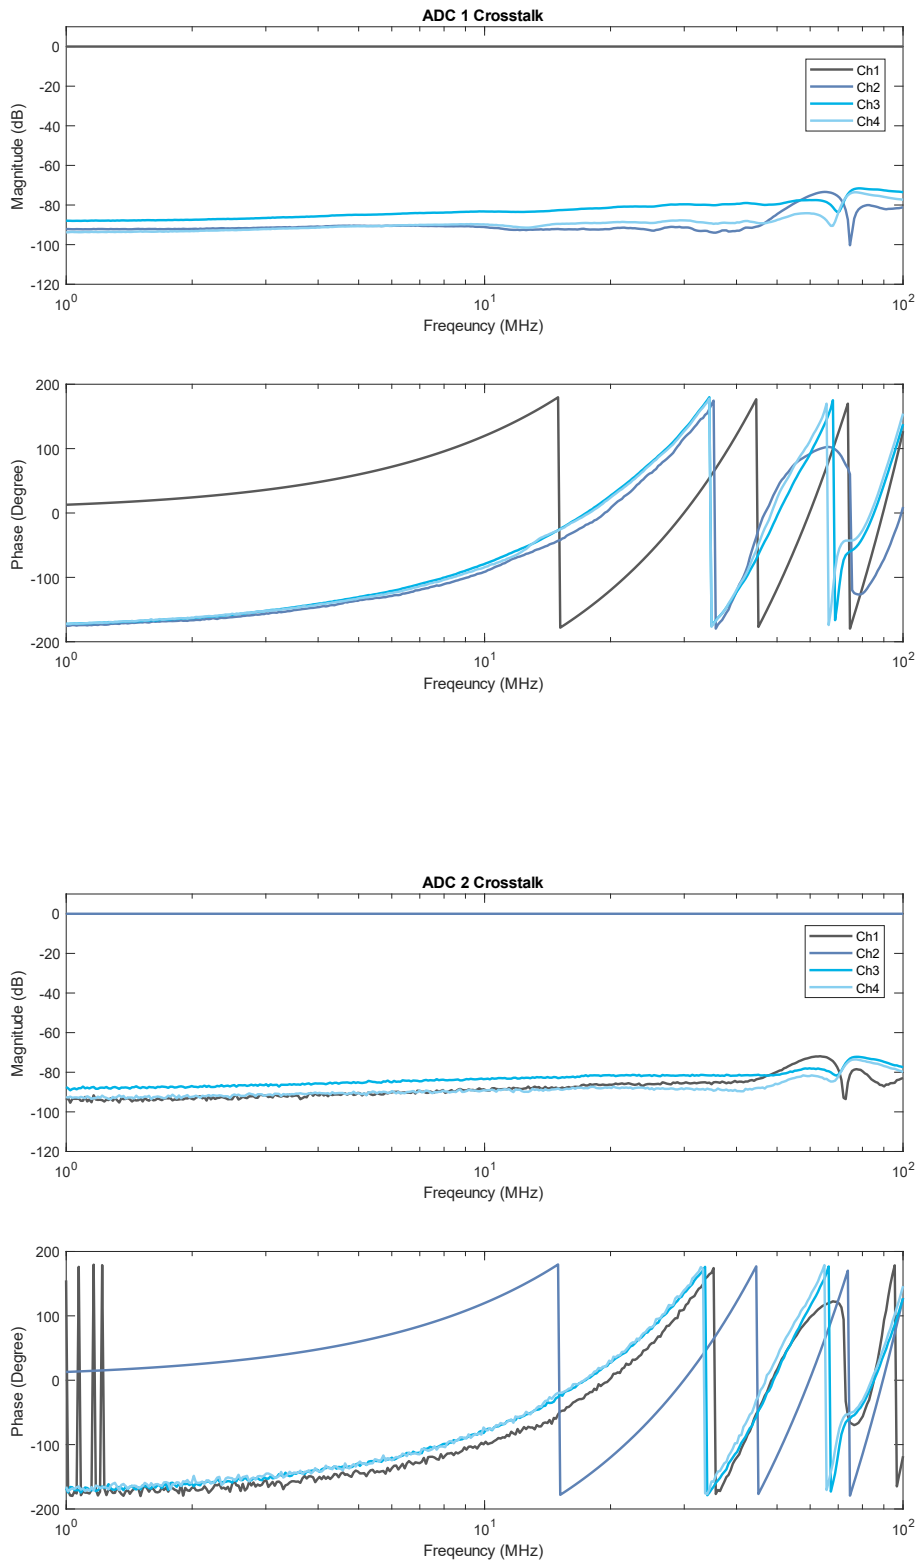 ADC 1 Crosstalk
0
-20
-40
-60
-80
-100
-120
Magnitude (dB)
Ch1
Ch2
Ch3
Ch4
10^0
10^1
10^2
Freqeuncy (MHz)
200
100
0
-100
-200
Phase (Degree)
10^0
10^1
10^2
Freqeuncy (MHz)
ADC 2 Crosstalk
0
-20
-40
-60
-80
-100
-120
Magnitude (dB)
Ch1
Ch2
Ch3
Ch4
10^0
10^1
10^2
Freqeuncy (MHz)
200
100
0
-100
-200
Phase (Degree)
10^0
10^1
10^2
Freqeuncy (MHz)